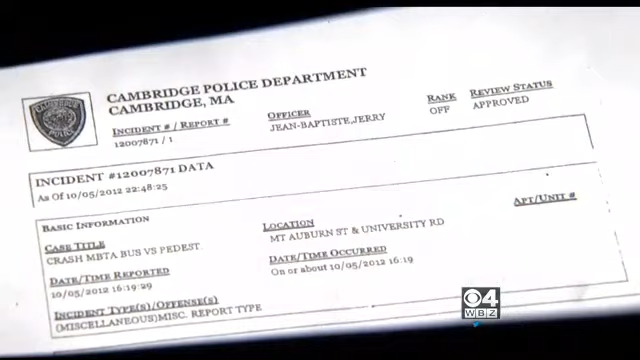 CAMBRIDGE POLICE DEPARTMENT
CAMBRIDGE, MA
INCIDENT # / REPORT # OFFICER RANK REVIEW STATUS
12007871 / 1 JEAN-BAPTISTE,JERRY OFF APPROVED
INCIDENT #12007871 DATA
As Of 10/05/2012 22:48:25
BASIC INFORMATION
CASE TITLE LOCATION APT/UNIT #
CRASH MBTA BUS VS PEDEST. MT AUBURN ST & UNIVERSITY RD
DATE/TIME REPORTED DATE/TIME OCCURRED
10/05/2012 16:19:29 On or about 10/05/2012 16:19
INCIDENT TYPE(S)/OFFENSE(S)
(MISCELLANEOUS)MISC. REPORT TYPE
4
WBZ